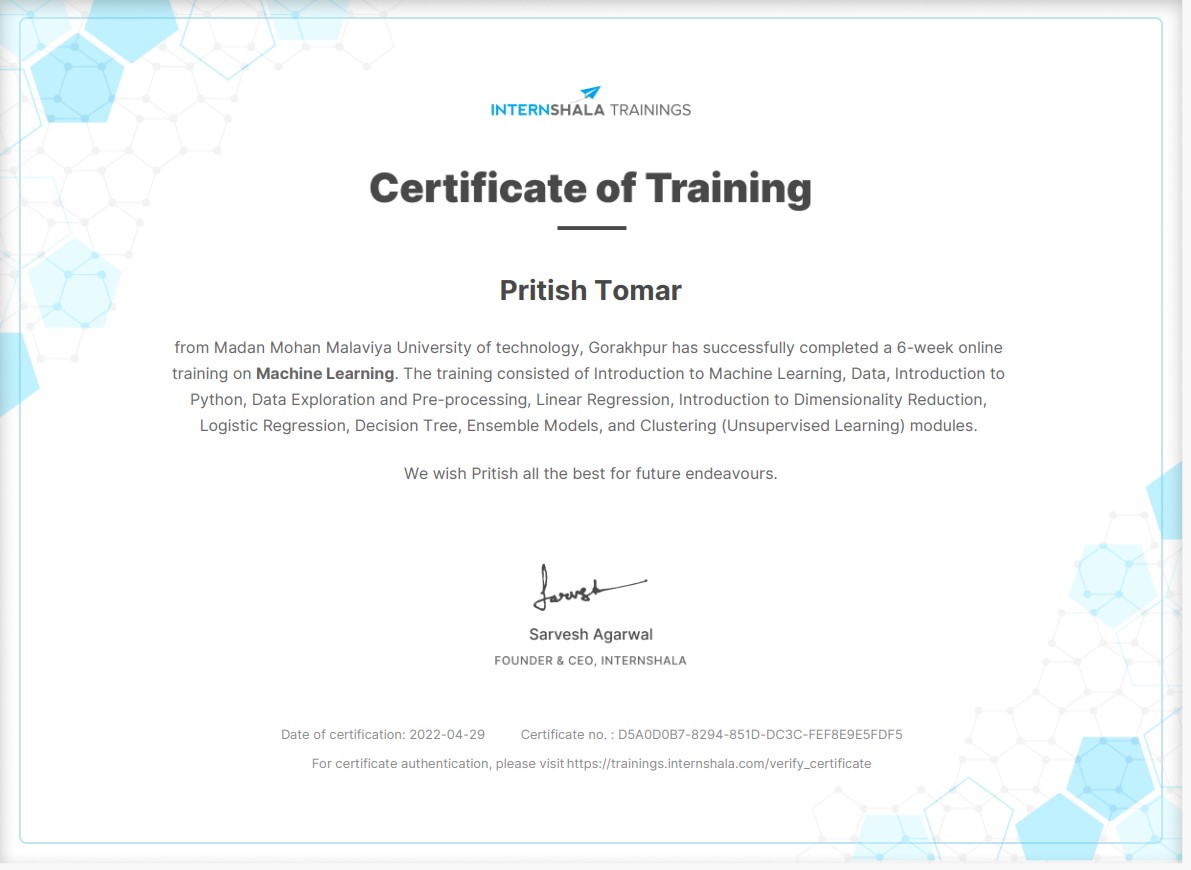 INTERNSHALA TRAININGS
Certificate of Training
Pritish Tomar
from Madan Mohan Malaviya University of technology, Gorakhpur has successfully completed a 6-week online
training on Machine Learning. The training consisted of Introduction to Machine Learning, Data, Introduction to
Python, Data Exploration and Pre-processing, Linear Regression, Introduction to Dimensionality Reduction,
Logistic Regression, Decision Tree, Ensemble Models, and Clustering (Unsupervised Learning) modules.
We wish Pritish all the best for future endeavours.
Sarvesh
Sarvesh Agarwal
FOUNDER & CEO, INTERNSHALA
Date of certification: 2022-04-29 Certificate no. : D5A0D0B7-8294-851D-DC3C-FEF8E9E5FDF5
For certificate authentication, please visit https://trainings.internshala.com/verify_certificate